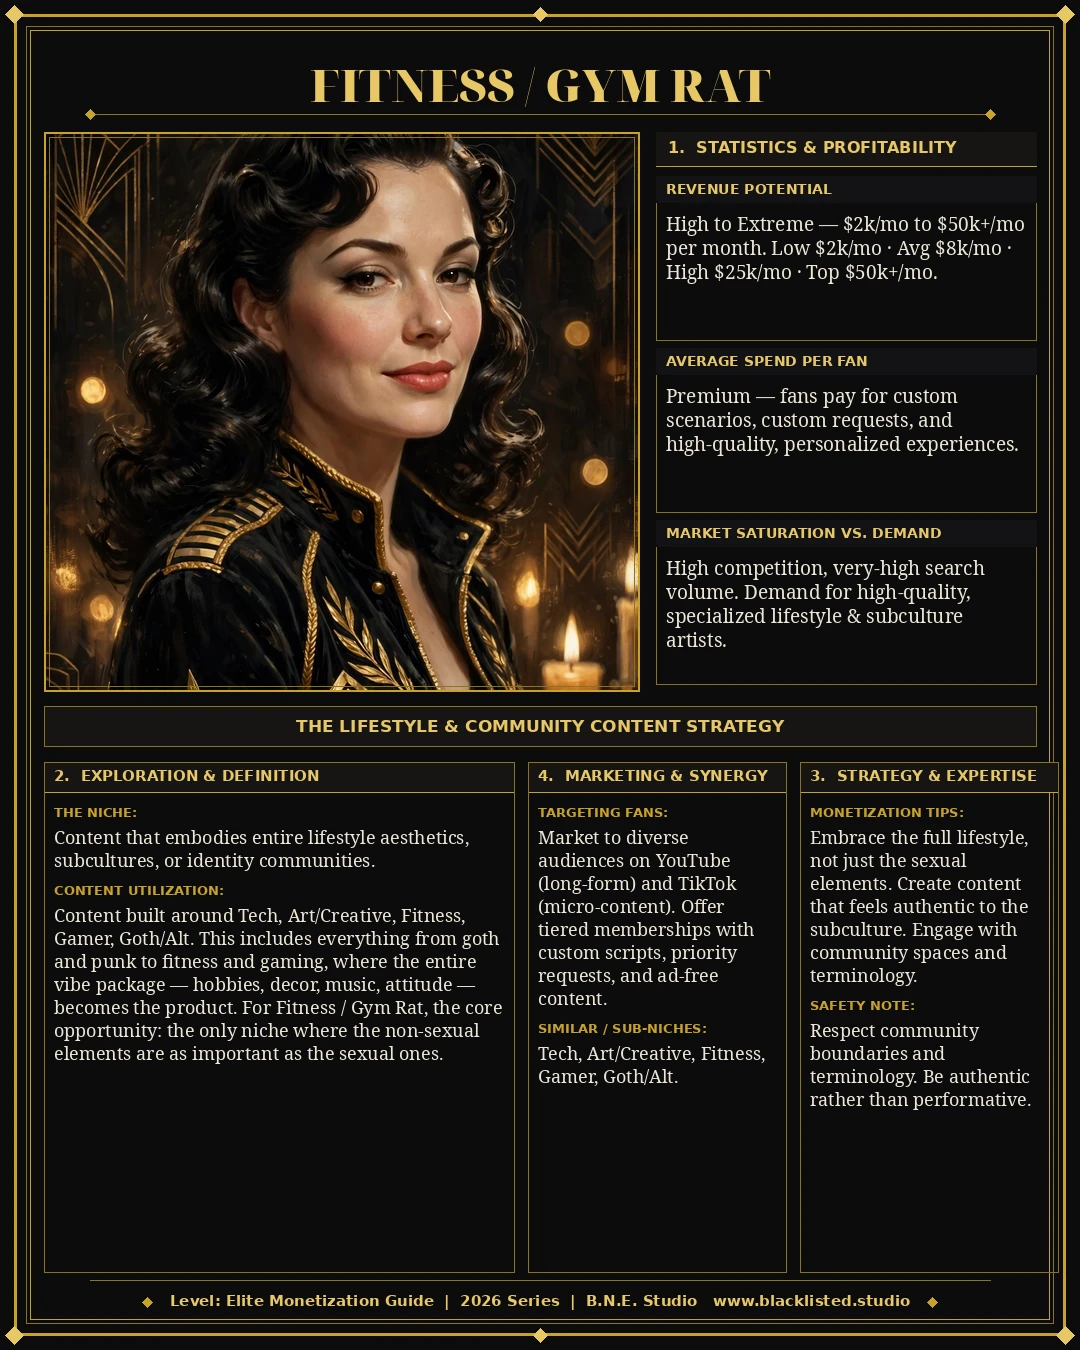 FITNESS / GYM RAT
1. STATISTICS & PROFITABILITY
REVENUE POTENTIAL
High to Extreme — $2k/mo to $50k+/mo
per month. Low $2k/mo · Avg $8k/mo ·
High $25k/mo · Top $50k+/mo.
AVERAGE SPEND PER FAN
Premium — fans pay for custom
scenarios, custom requests, and
high-quality, personalized experiences.
MARKET SATURATION VS. DEMAND
High competition, very-high search
volume. Demand for high-quality,
specialized lifestyle & subculture
artists.
THE LIFESTYLE & COMMUNITY CONTENT STRATEGY
2. EXPLORATION & DEFINITION
THE NICHE:
Content that embodies entire lifestyle aesthetics,
subcultures, or identity communities.
CONTENT UTILIZATION:
Content built around Tech, Art/Creative, Fitness,
Gamer, Goth/Alt. This includes everything from goth
and punk to fitness and gaming, where the entire
vibe package — hobbies, decor, music, attitude —
becomes the product. For Fitness / Gym Rat, the core
opportunity: the only niche where the non-sexual
elements are as important as the sexual ones.
4. MARKETING & SYNERGY
TARGETING FANS:
Market to diverse
audiences on YouTube
(long-form) and TikTok
(micro-content). Offer
tiered memberships with
custom scripts, priority
requests, and ad-free
content.
SIMILAR / SUB-NICHES:
Tech, Art/Creative, Fitness,
Gamer, Goth/Alt.
3. STRATEGY & EXPERTISE
MONETIZATION TIPS:
Embrace the full lifestyle,
not just the sexual
elements. Create content
that feels authentic to the
subculture. Engage with
community spaces and
terminology.
SAFETY NOTE:
Respect community
boundaries and
terminology. Be authentic
rather than performative.
Level: Elite Monetization Guide | 2026 Series | B.N.E. Studio www.blacklisted.studio